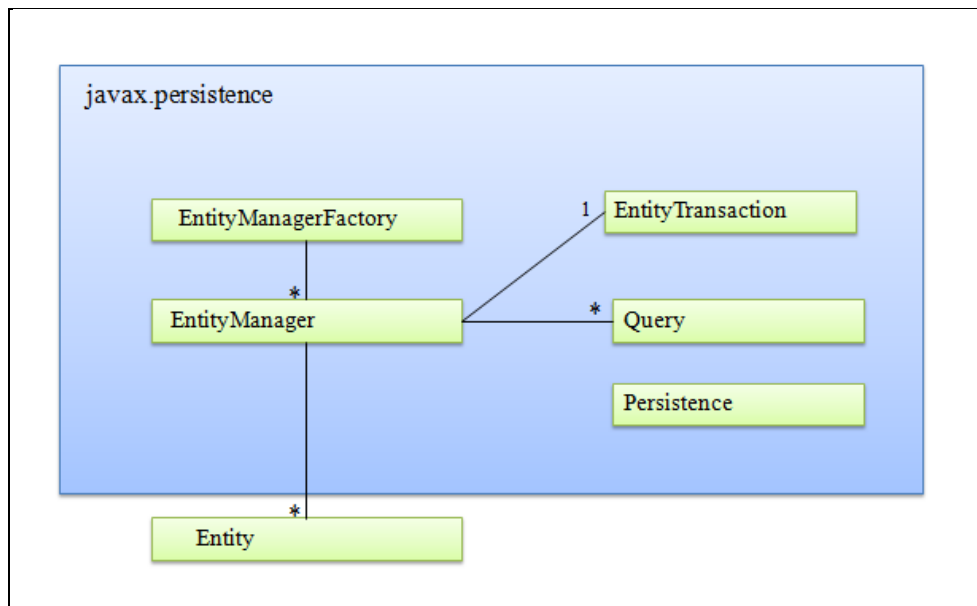 javax.persistence
EntityManagerFactory
1 EntityTransaction
*
EntityManager
* Query
Persistence
*
Entity